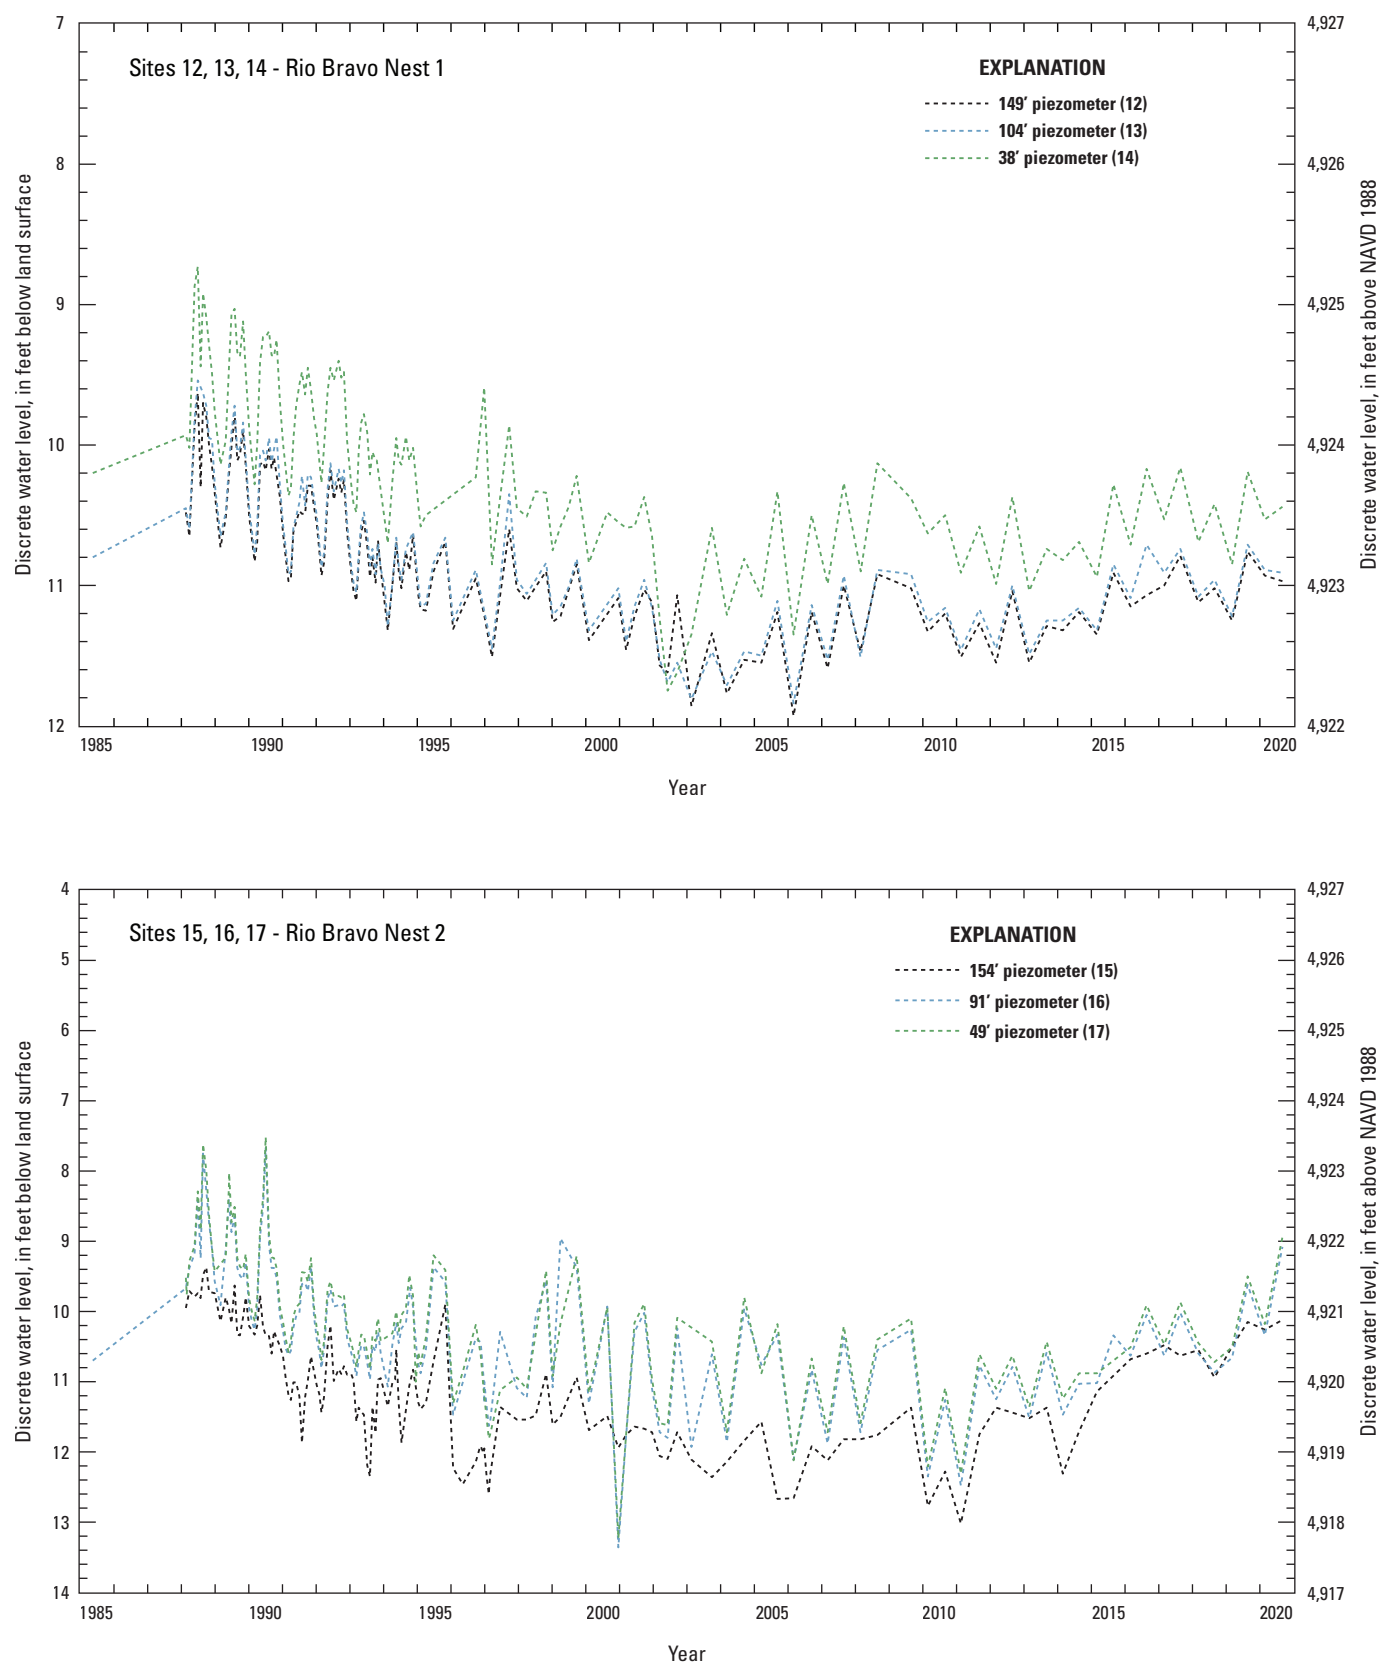 Sites 12, 13, 14 - Rio Bravo Nest 1
EXPLANATION
149’ piezometer (12)
104’ piezometer (13)
38’ piezometer (14)
Discrete water level, in feet below land surface
7
8
9
10
11
12
4,927
4,926
4,925
4,924
4,923
4,922
Discrete water level, in feet above NAVD 1988
1985 1990 1995 2000 2005 2010 2015 2020
Year
Sites 15, 16, 17 - Rio Bravo Nest 2
EXPLANATION
154’ piezometer (15)
91’ piezometer (16)
49’ piezometer (17)
Discrete water level, in feet below land surface
4
5
6
7
8
9
10
11
12
13
14
4,927
4,926
4,925
4,924
4,923
4,922
4,921
4,920
4,919
4,918
4,917
Discrete water level, in feet above NAVD 1988
1985 1990 1995 2000 2005 2010 2015 2020
Year